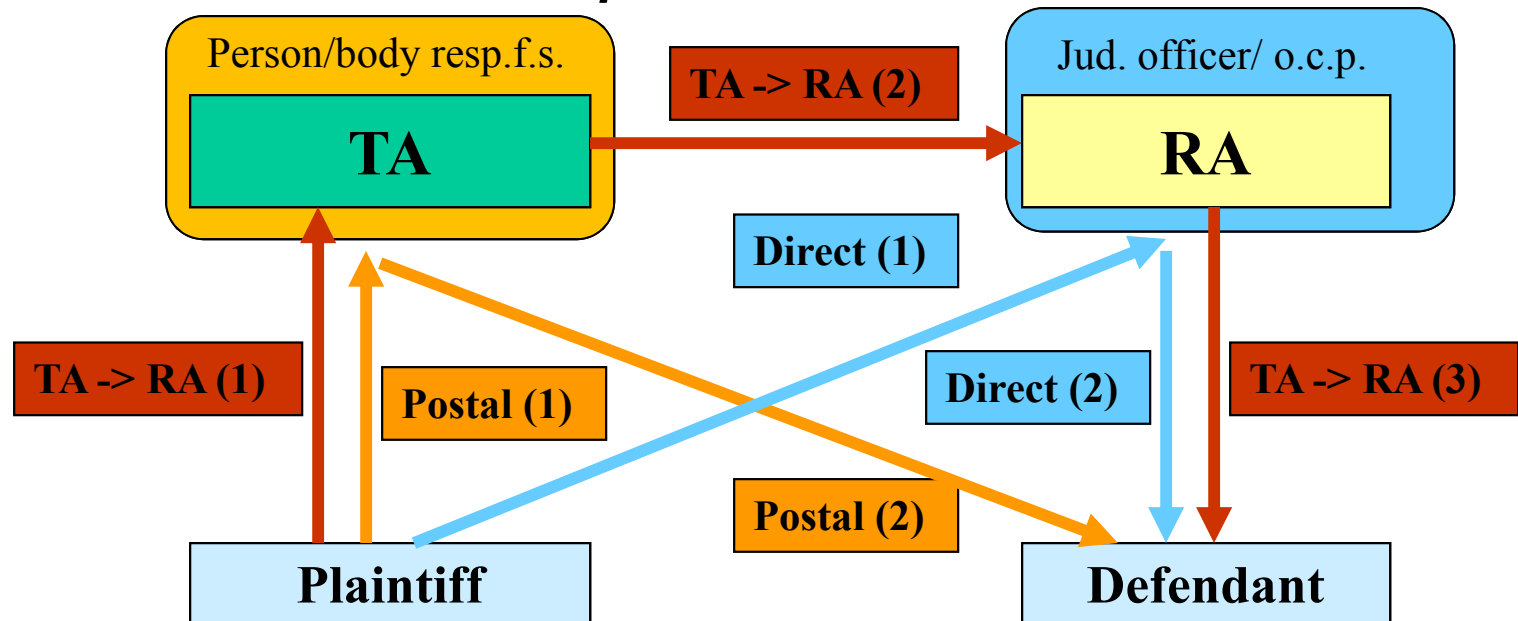 Person/body resp.f.s.
TA -> RA (2)
Jud. officer/ o.c.p.
TA
RA
Direct (1)
TA -> RA (1)
Postal (1)
Direct (2)
TA -> RA (3)
Postal (2)
Plaintiff
Defendant